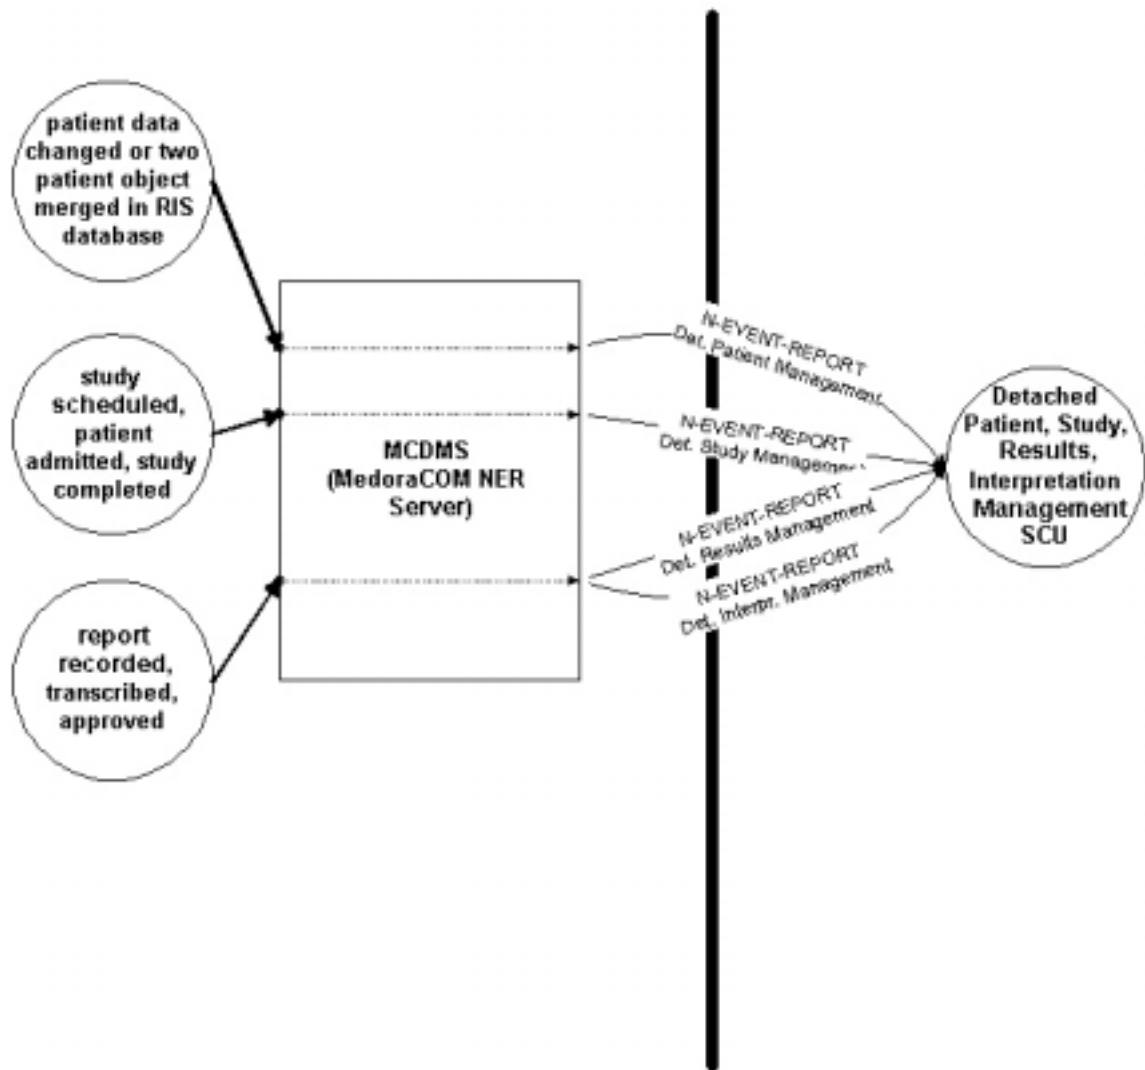 patient data
changed or two
patient object
merged in RIS
database
study
scheduled,
patient
admitted, study
completed
report
recorded,
transcribed,
approved
MCDMS
(MedoraCOM NER
Server)
N-EVENT-REPORT
Det. Patient Management
N-EVENT-REPORT
Det. Study Management
N-EVENT-REPORT
Det. Results Management
N-EVENT-REPORT
Det. Interpr. Management
Detached
Patient, Study,
Results,
Interpretation
Management
SCU